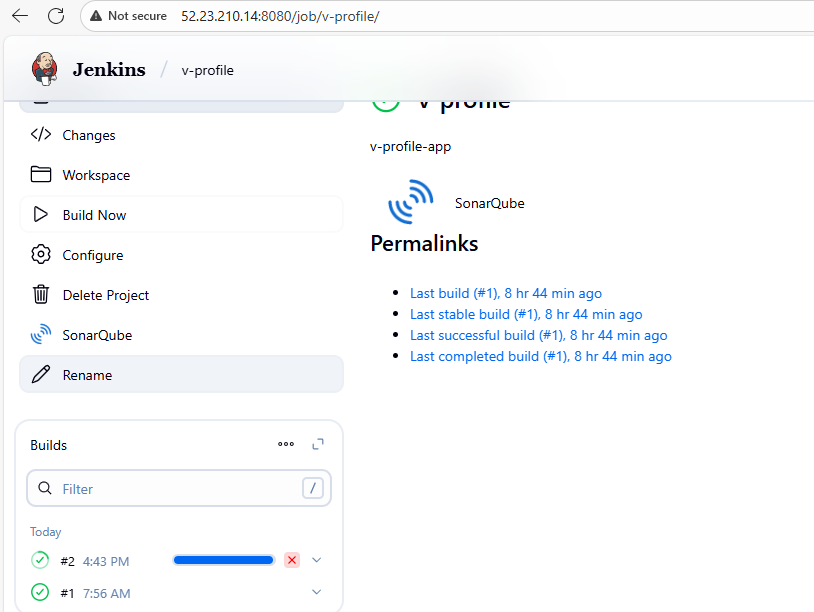 Not secure 52.23.210.14:8080/job/v-profile/
Jenkins / v-profile
v-profile
Changes
v-profile-app
Workspace
Build Now
SonarQube
Permalinks
Configure
Delete Project
Last build (#1), 8 hr 44 min ago
Last stable build (#1), 8 hr 44 min ago
SonarQube
Last successful build (#1), 8 hr 44 min ago
Last completed build (#1), 8 hr 44 min ago
Rename
Builds
Filter /
Today
#2 4:43 PM
#1 7:56 AM